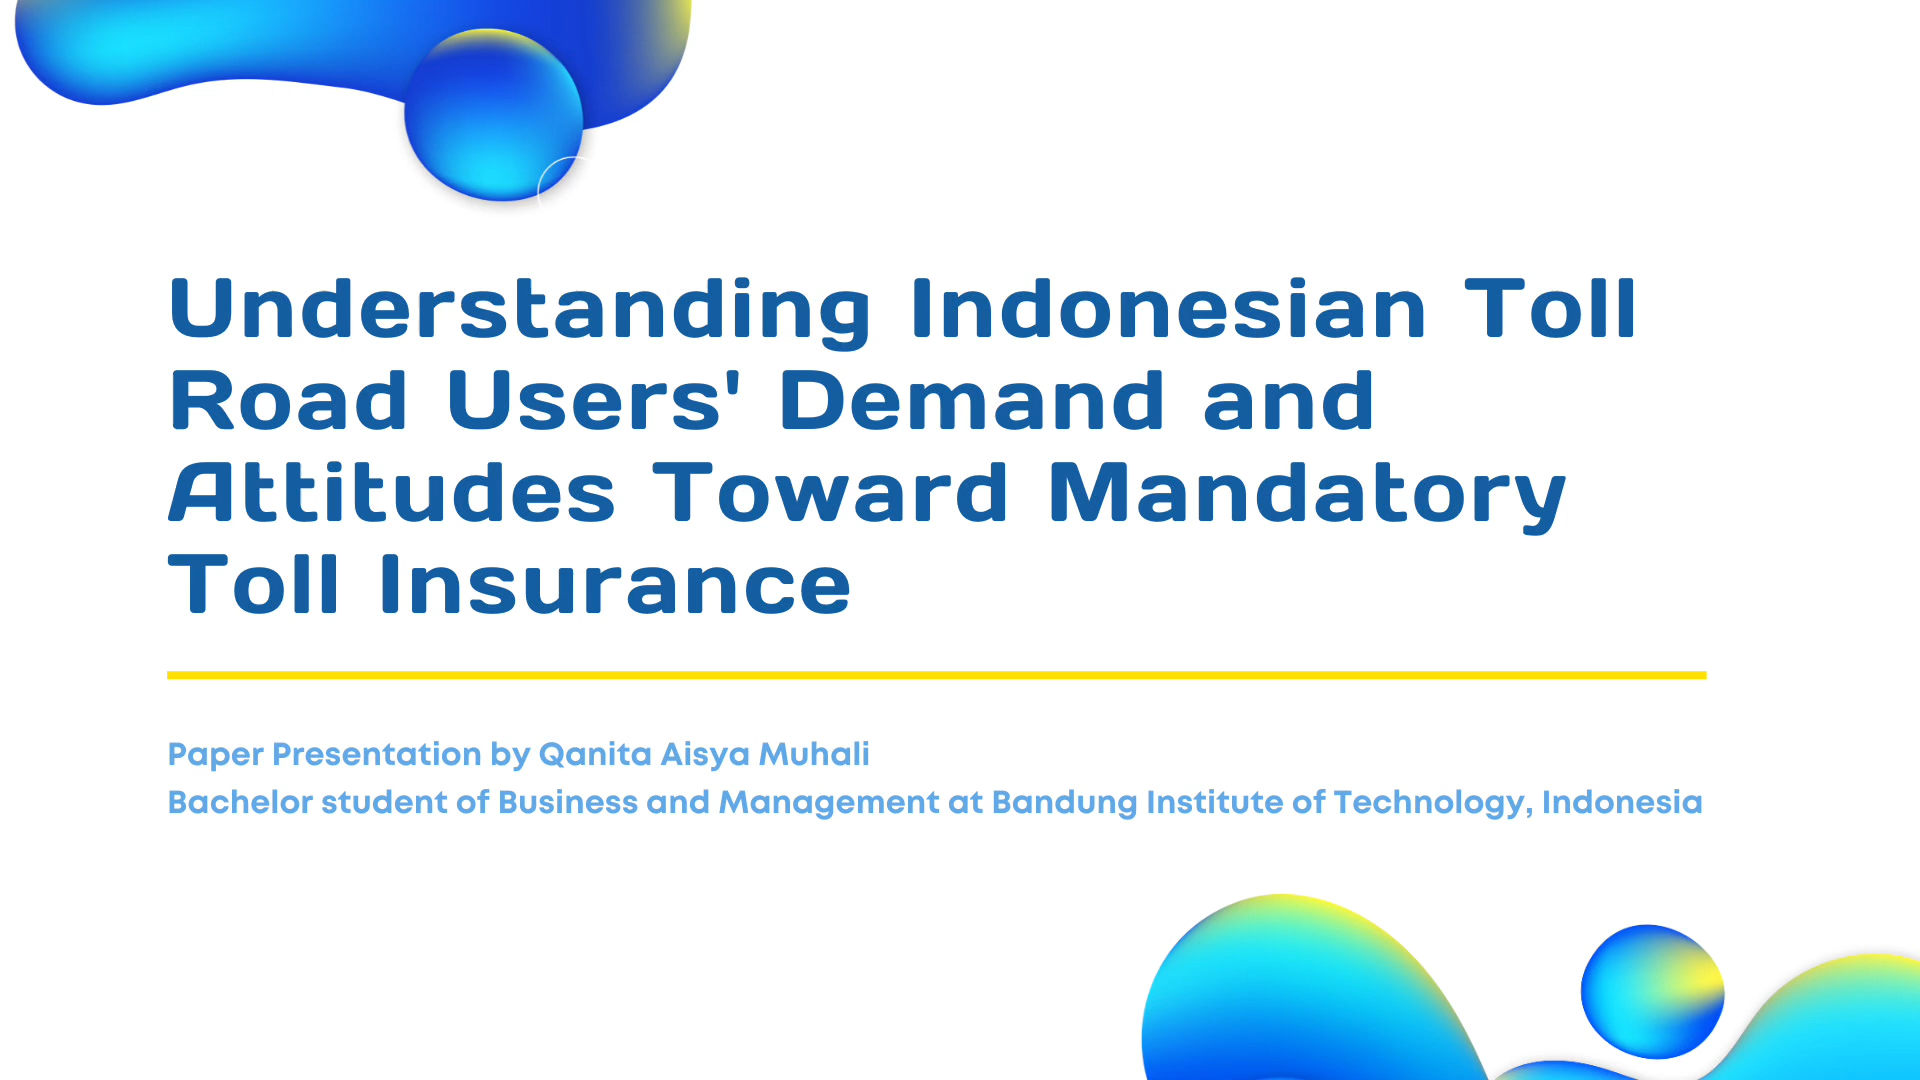 Understanding Indonesian Toll
Road Users' Demand and
Attitudes Toward Mandatory
Toll Insurance
Paper Presentation by Qanita Aisya Muhali
Bachelor student of Business and Management at Bandung Institute of Technology, Indonesia